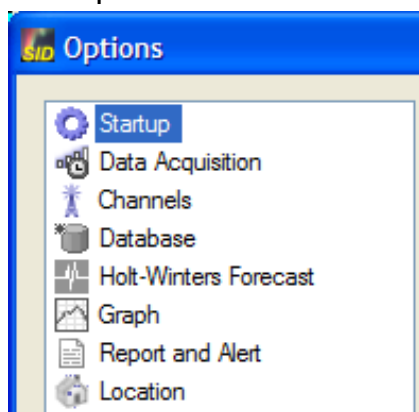 SID Options
Startup
Data Acquisition
Channels
Database
Holt-Winters Forecast
Graph
Report and Alert
Location